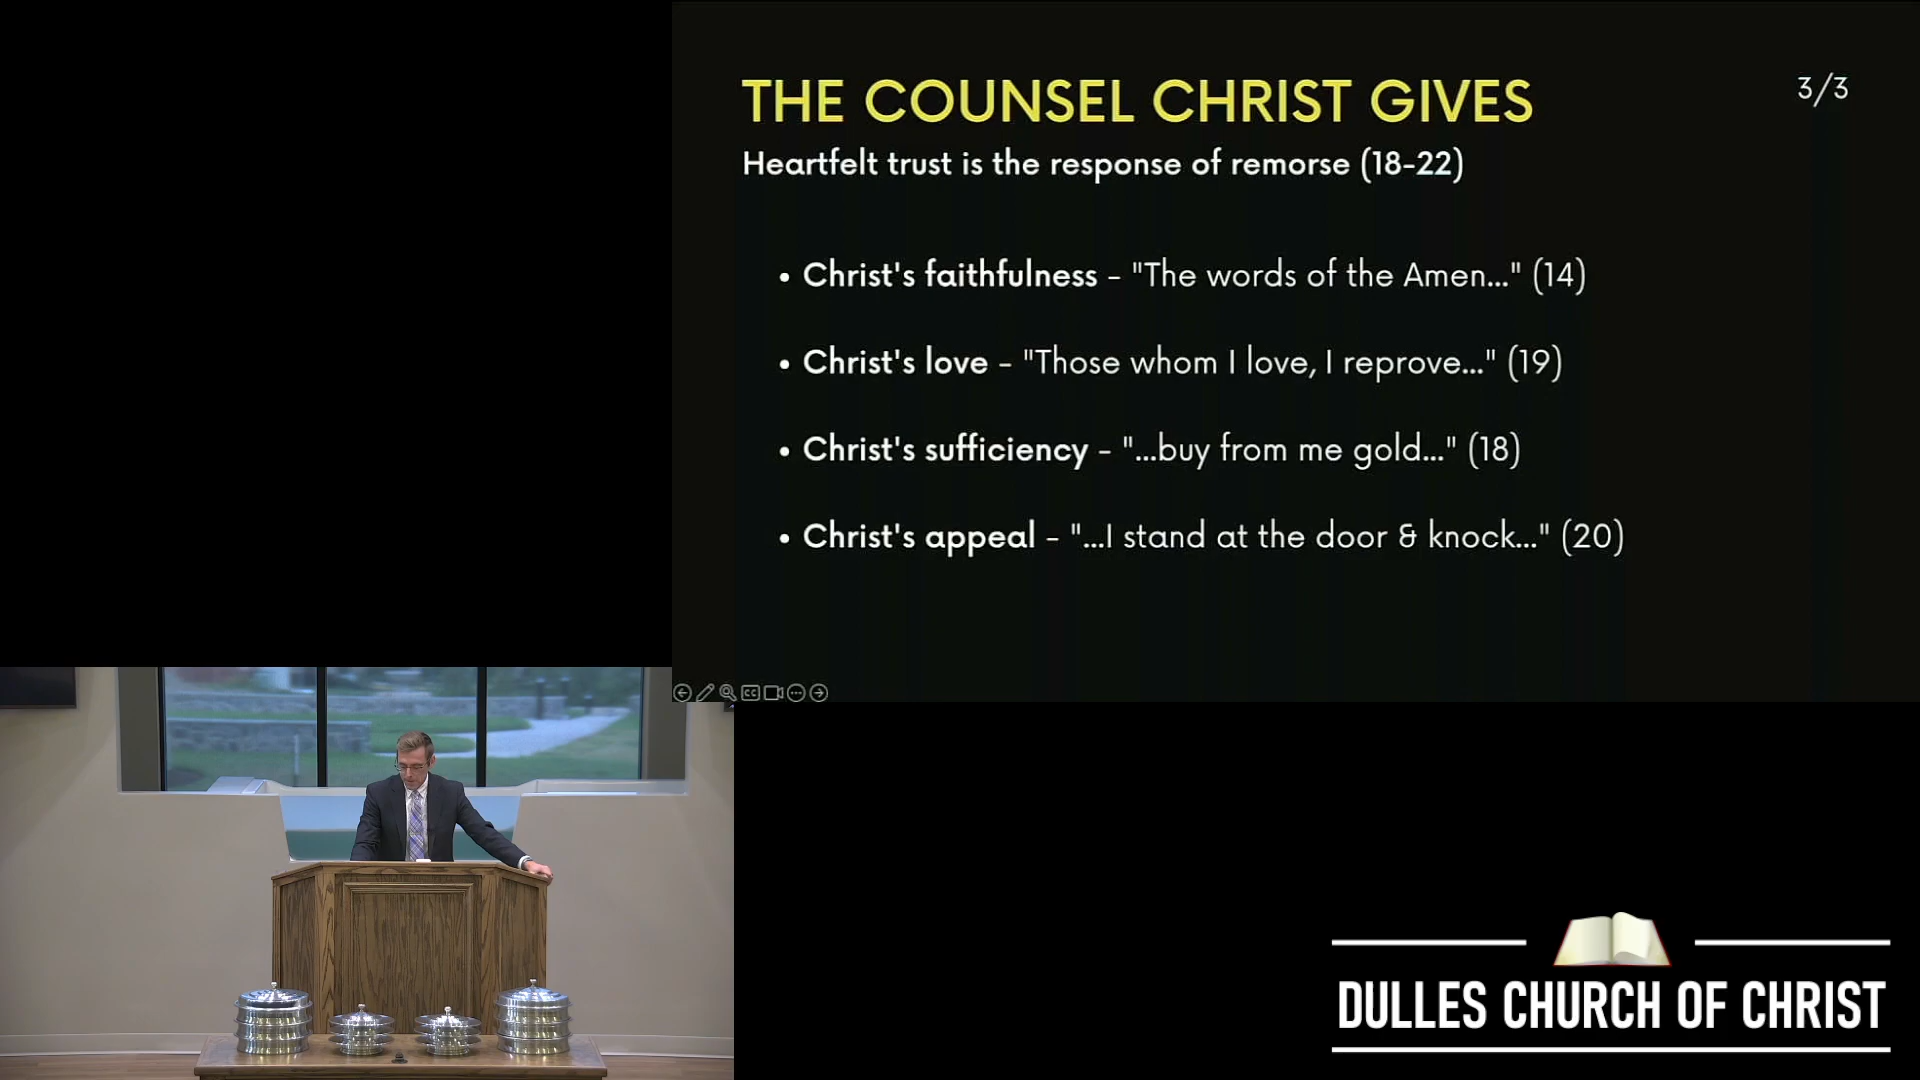 THE COUNSEL CHRIST GIVES
3/3
Heartfelt trust is the response of remorse (18-22)
• Christ's faithfulness - "The words of the Amen..." (14)
• Christ's love - "Those whom I love, I reprove..." (19)
• Christ's sufficiency - "...buy from me gold..." (18)
• Christ's appeal - "...I stand at the door & knock..." (20)
CC
DULLES CHURCH OF CHRIST